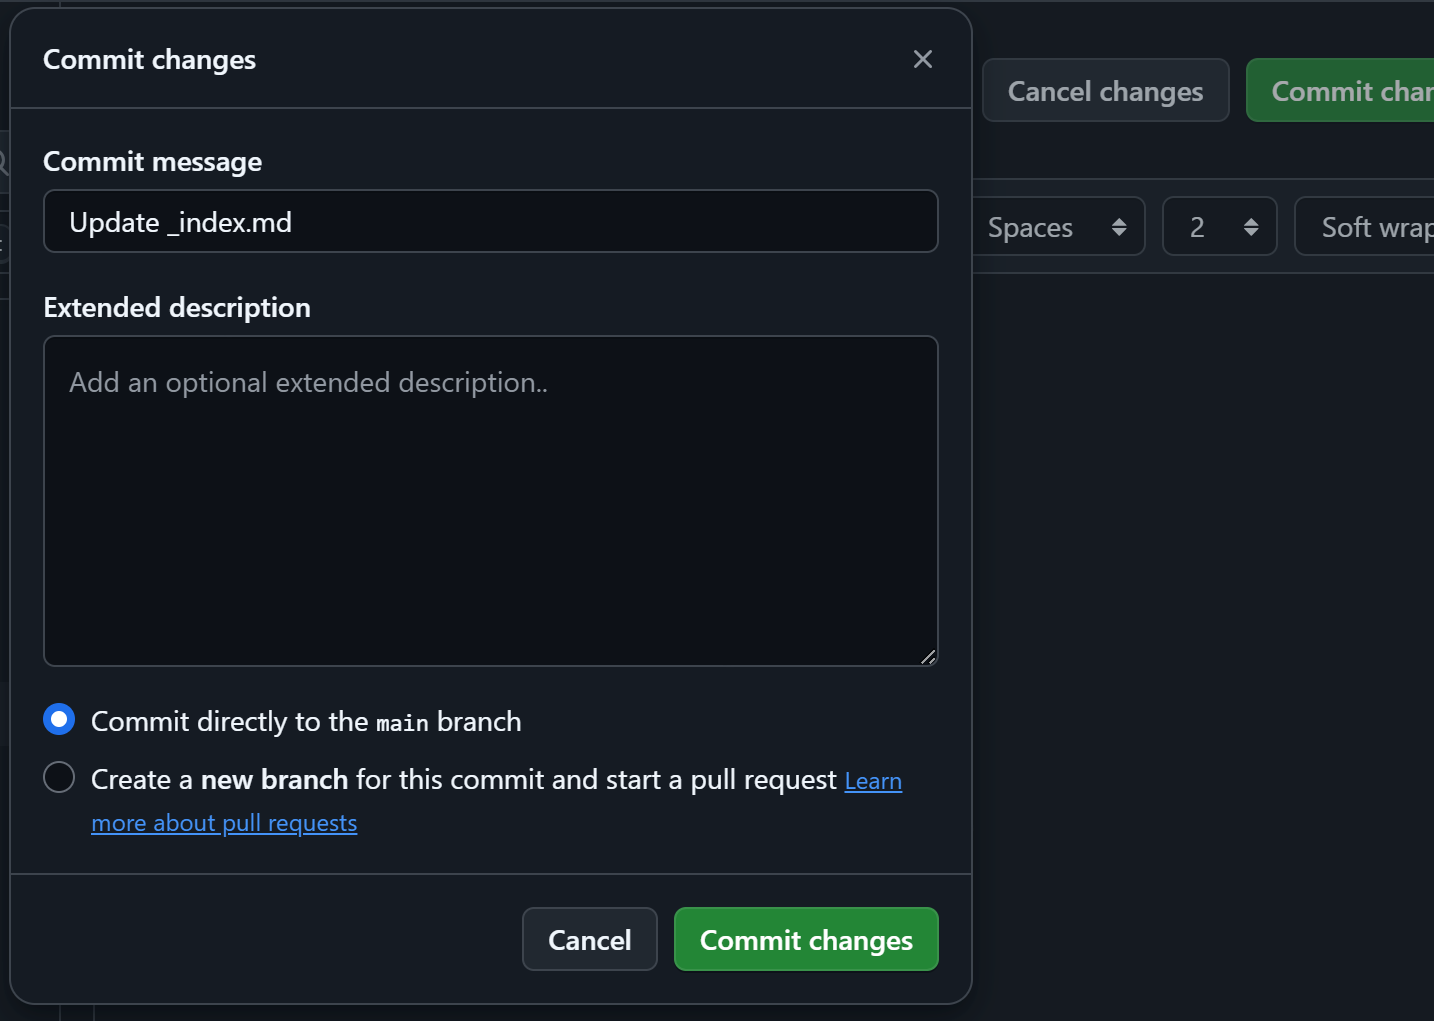 Commit changes
Cancel changes
Commit char
Commit message
Update _index.md
Spaces
2
Soft wrap
Extended description
Add an optional extended description..
Commit directly to the main branch
Create a new branch for this commit and start a pull request Learn
more about pull requests
Cancel
Commit changes